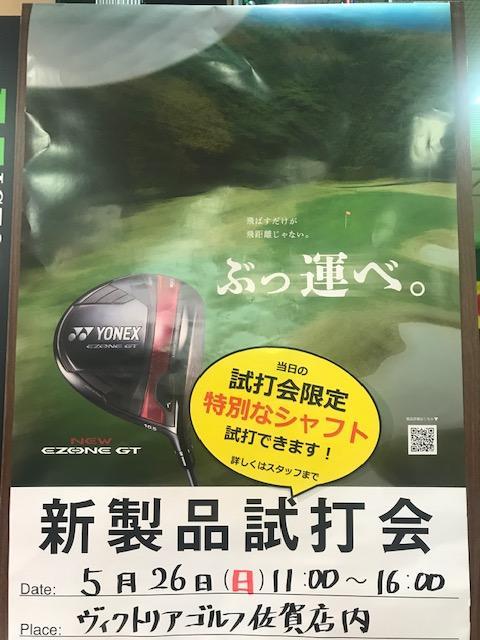 飛ばすだけが
飛距離じゃない。
ぶっ運べ。
YONEX
EZONE GT
10.5
NEW
EZONE GT
当日の
試打会限定
特別なシャフト
試打できます！
詳しくはスタッフまで
新製品試打会
Date: 5月26日(日)11:00～16:00
Place: ヴィクトリアゴルフ佐賀店内